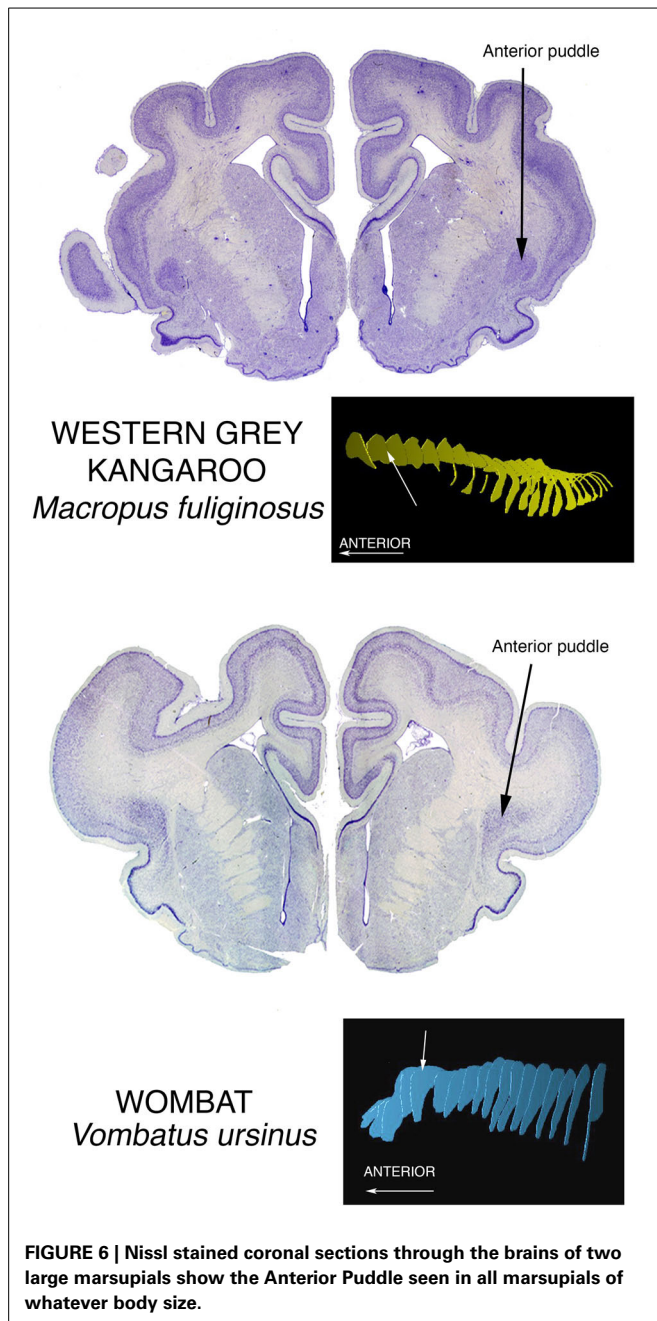 Anterior puddle
WESTERN GREY
KANGAROO
Macropus fuliginosus
ANTERIOR
Anterior puddle
WOMBAT
Vombatus ursinus
ANTERIOR
FIGURE 6 | Nissl stained coronal sections through the brains of two
large marsupials show the Anterior Puddle seen in all marsupials of
whatever body size.